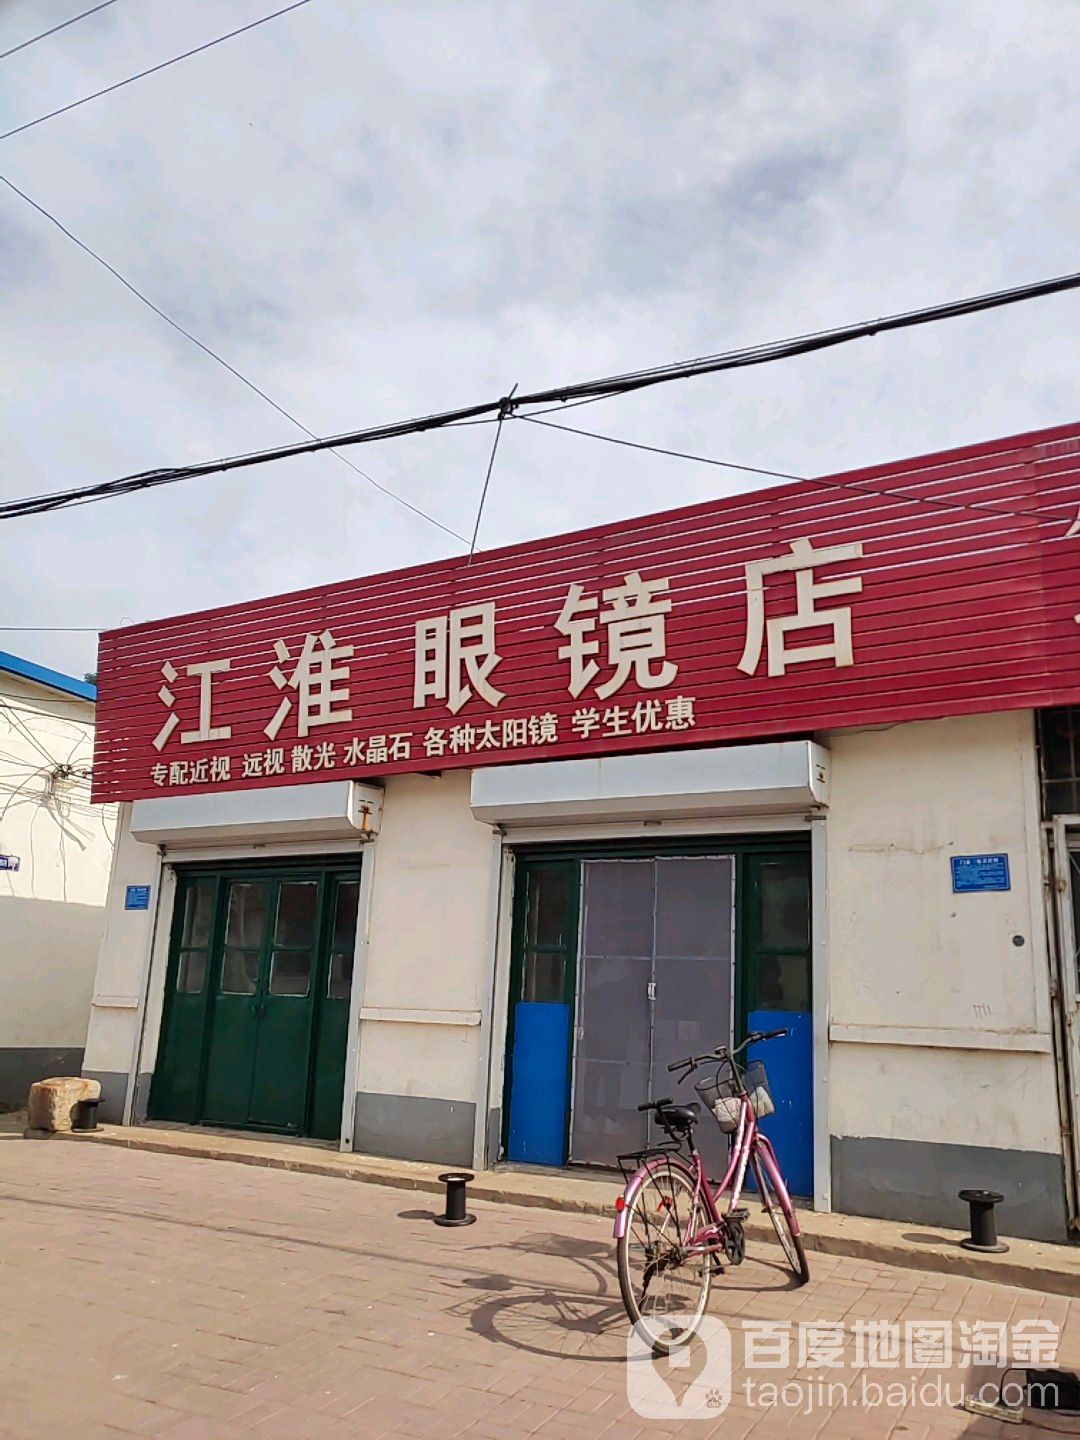 江淮眼镜店
专配近视 远视 散光 水晶石 各种太阳镜 学生优惠
百度地图淘金
taojin.baidu.com